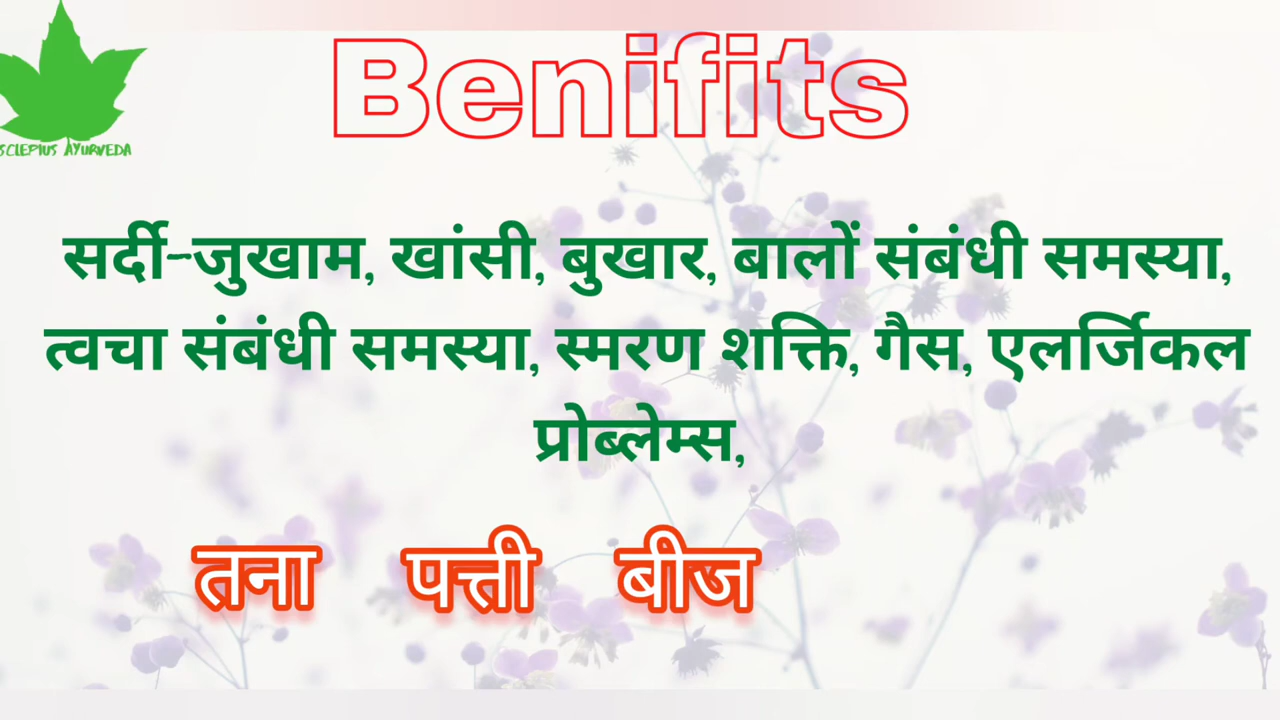 Benifits
SCLEPIUS AYURVEDA
सर्दी-जुखाम, खांसी, बुखार, बालों संबंधी समस्या,
त्वचा संबंधी समस्या, स्मरण शक्ति, गैस, एलर्जिकल
प्रोब्लेम्स,
तना पत्ती बीज